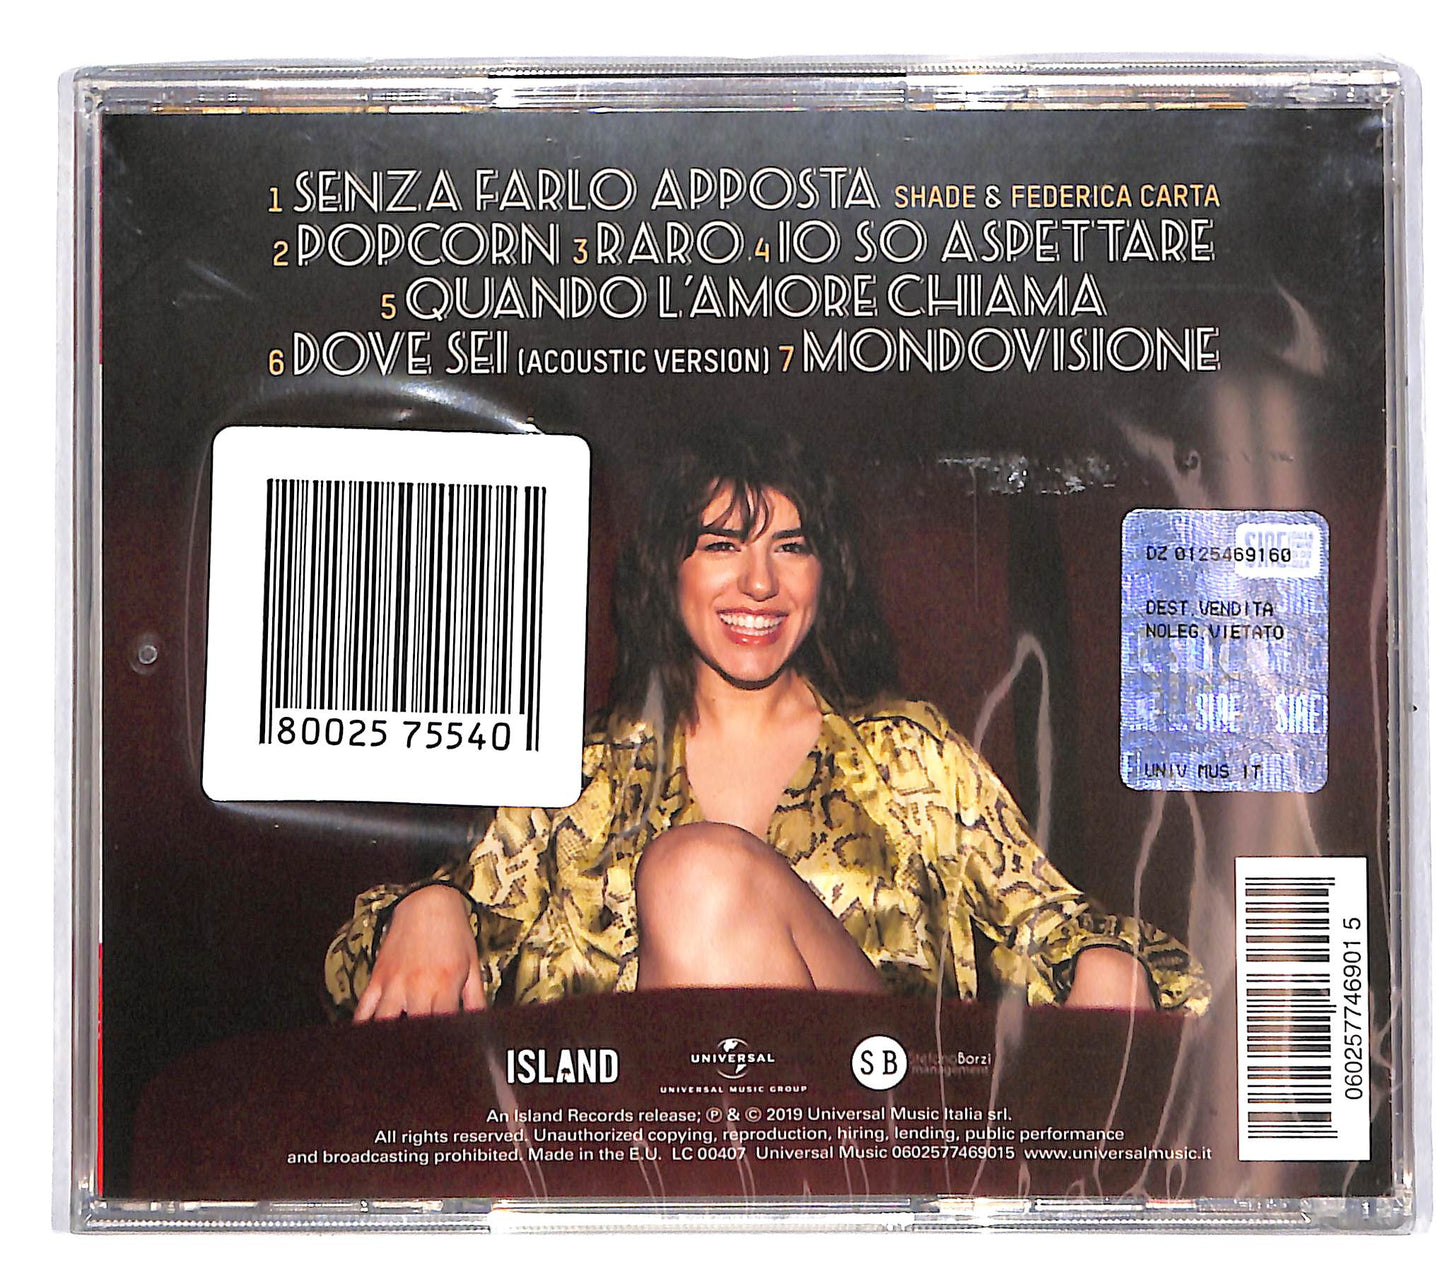 1 SENZA FARLO APPOSTA SHADE & FEDERICA CARTA
2 POPCORN 3 RARO 4 IO SO ASPETTARE
5 QUANDO L'AMORE CHIAMA
6 DOVE SEI (ACOUSTIC VERSION) 7 MONDOVISIONE
80025 75540
SIAE
DZ 0125469160
DEST.VENDITA'
NOLEG.VIETATO
SIAE SIAE
UNIV MUS IT
0602577469015
ISLAND
UNIVERSAL
UNIVERSAL MUSIC GROUP
SB StefanoBorzi
management
An Island Records release; ℗ & © 2019 Universal Music Italia srl.
All rights reserved. Unauthorized copying, reproduction, hiring, lending, public performance
and broadcasting prohibited. Made in the E.U. LC 00407 Universal Music 0602577469015 www.universalmusic.it